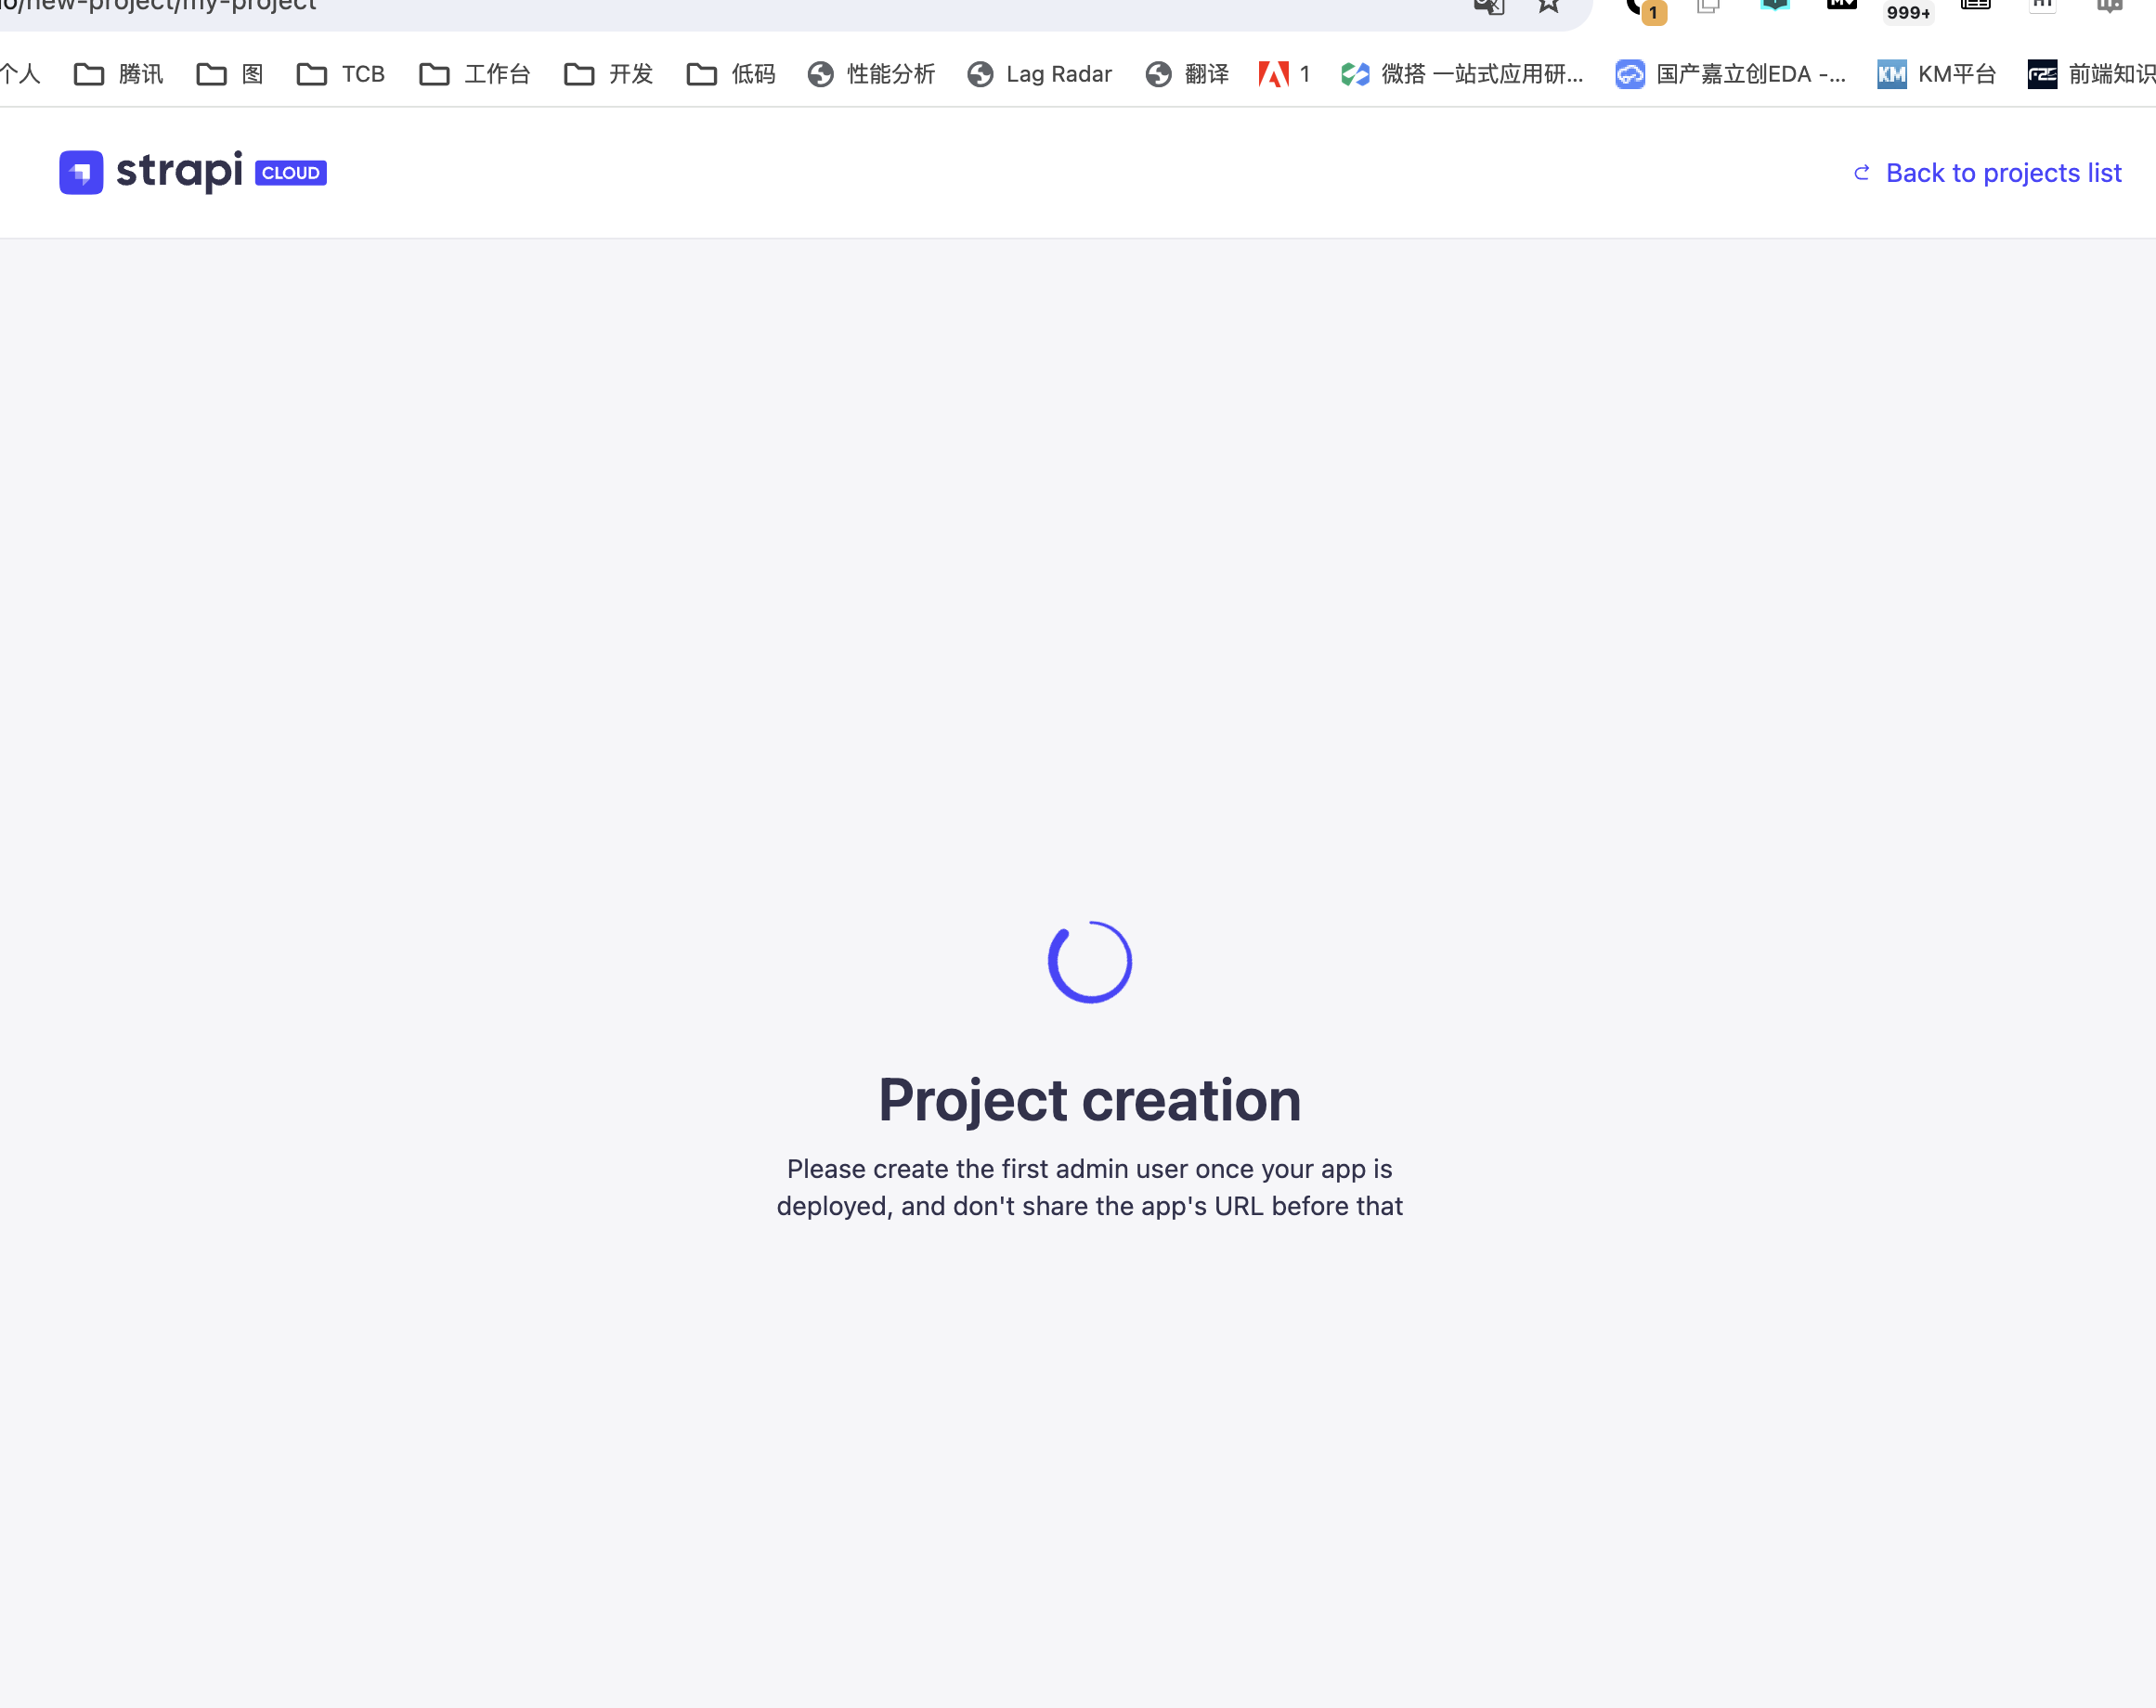 /new-project/my-project
1
999+
个人 腾讯 图 TCB 工作台 开发 低码 性能分析 Lag Radar 翻译 1 微搭 一站式应用研... 国产嘉立创EDA -... KM KM平台 F2E 前端知识
strapi CLOUD
Back to projects list
Project creation
Please create the first admin user once your app is
deployed, and don't share the app's URL before that